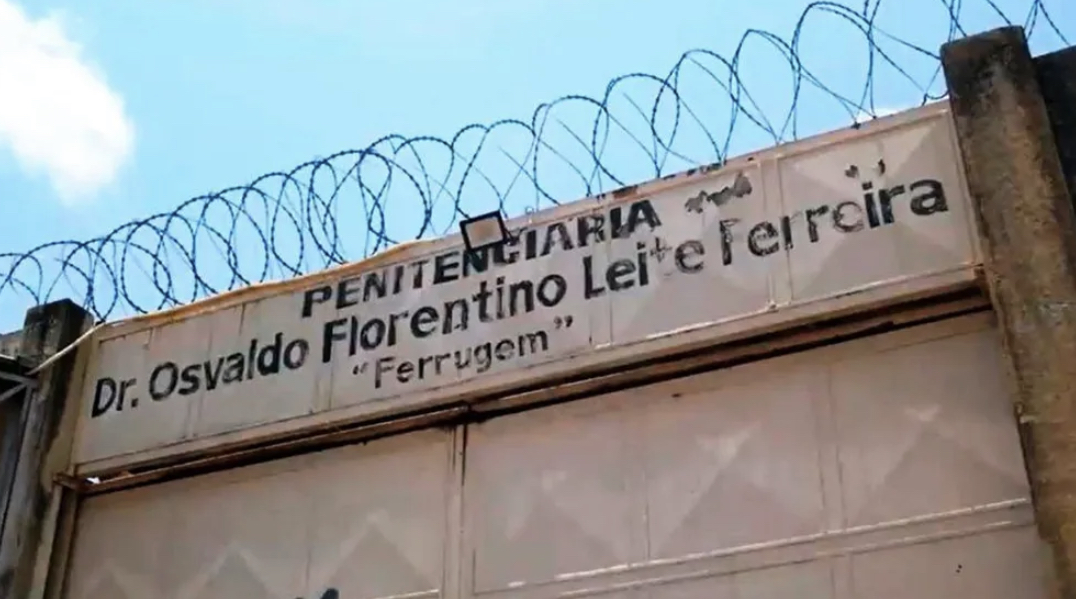 PENITENCIARIA
Dr. Osvaldo Florentino Leite Ferreira
"Ferrugem"